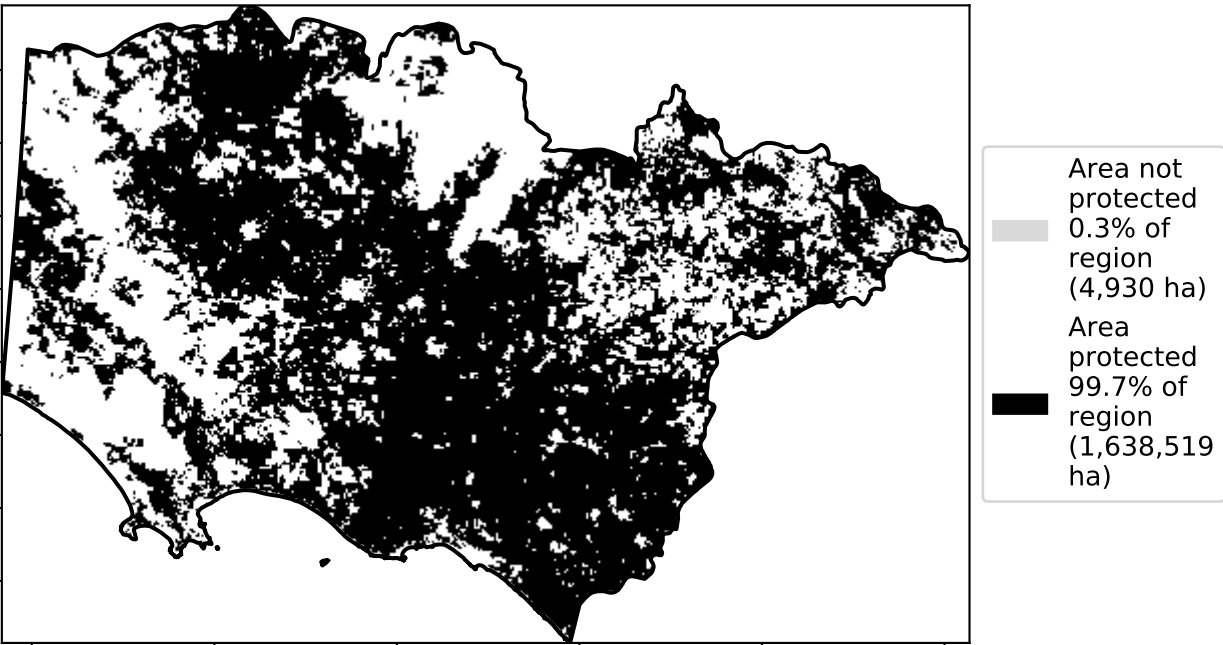 Area not
protected
0.3% of
region
(4,930 ha)
Area
protected
99.7% of
region
(1,638,519
ha)